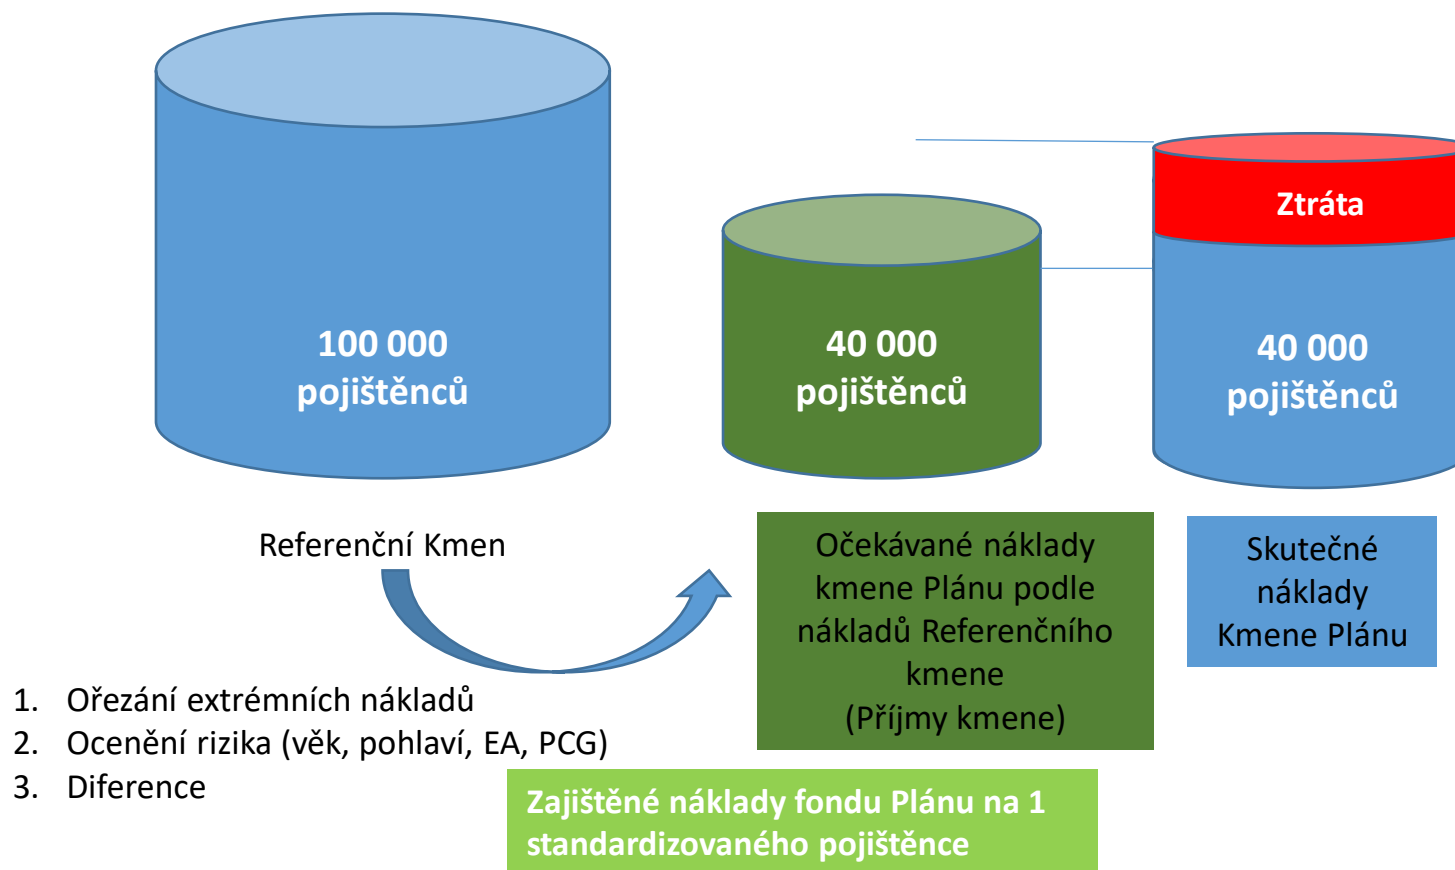 100 000
pojištěnců
40 000
pojištěnců
Ztráta
40 000
pojištěnců
Referenční Kmen
1. Ořezání extrémních nákladů
2. Ocenění rizika (věk, pohlaví, EA, PCG)
3. Diference
Očekávané náklady
kmene Plánu podle
nákladů Referenčního
kmene
(Příjmy kmene)
Skutečné
náklady
Kmene Plánu
Zajištěné náklady fondu Plánu na 1
standardizovaného pojištěnce